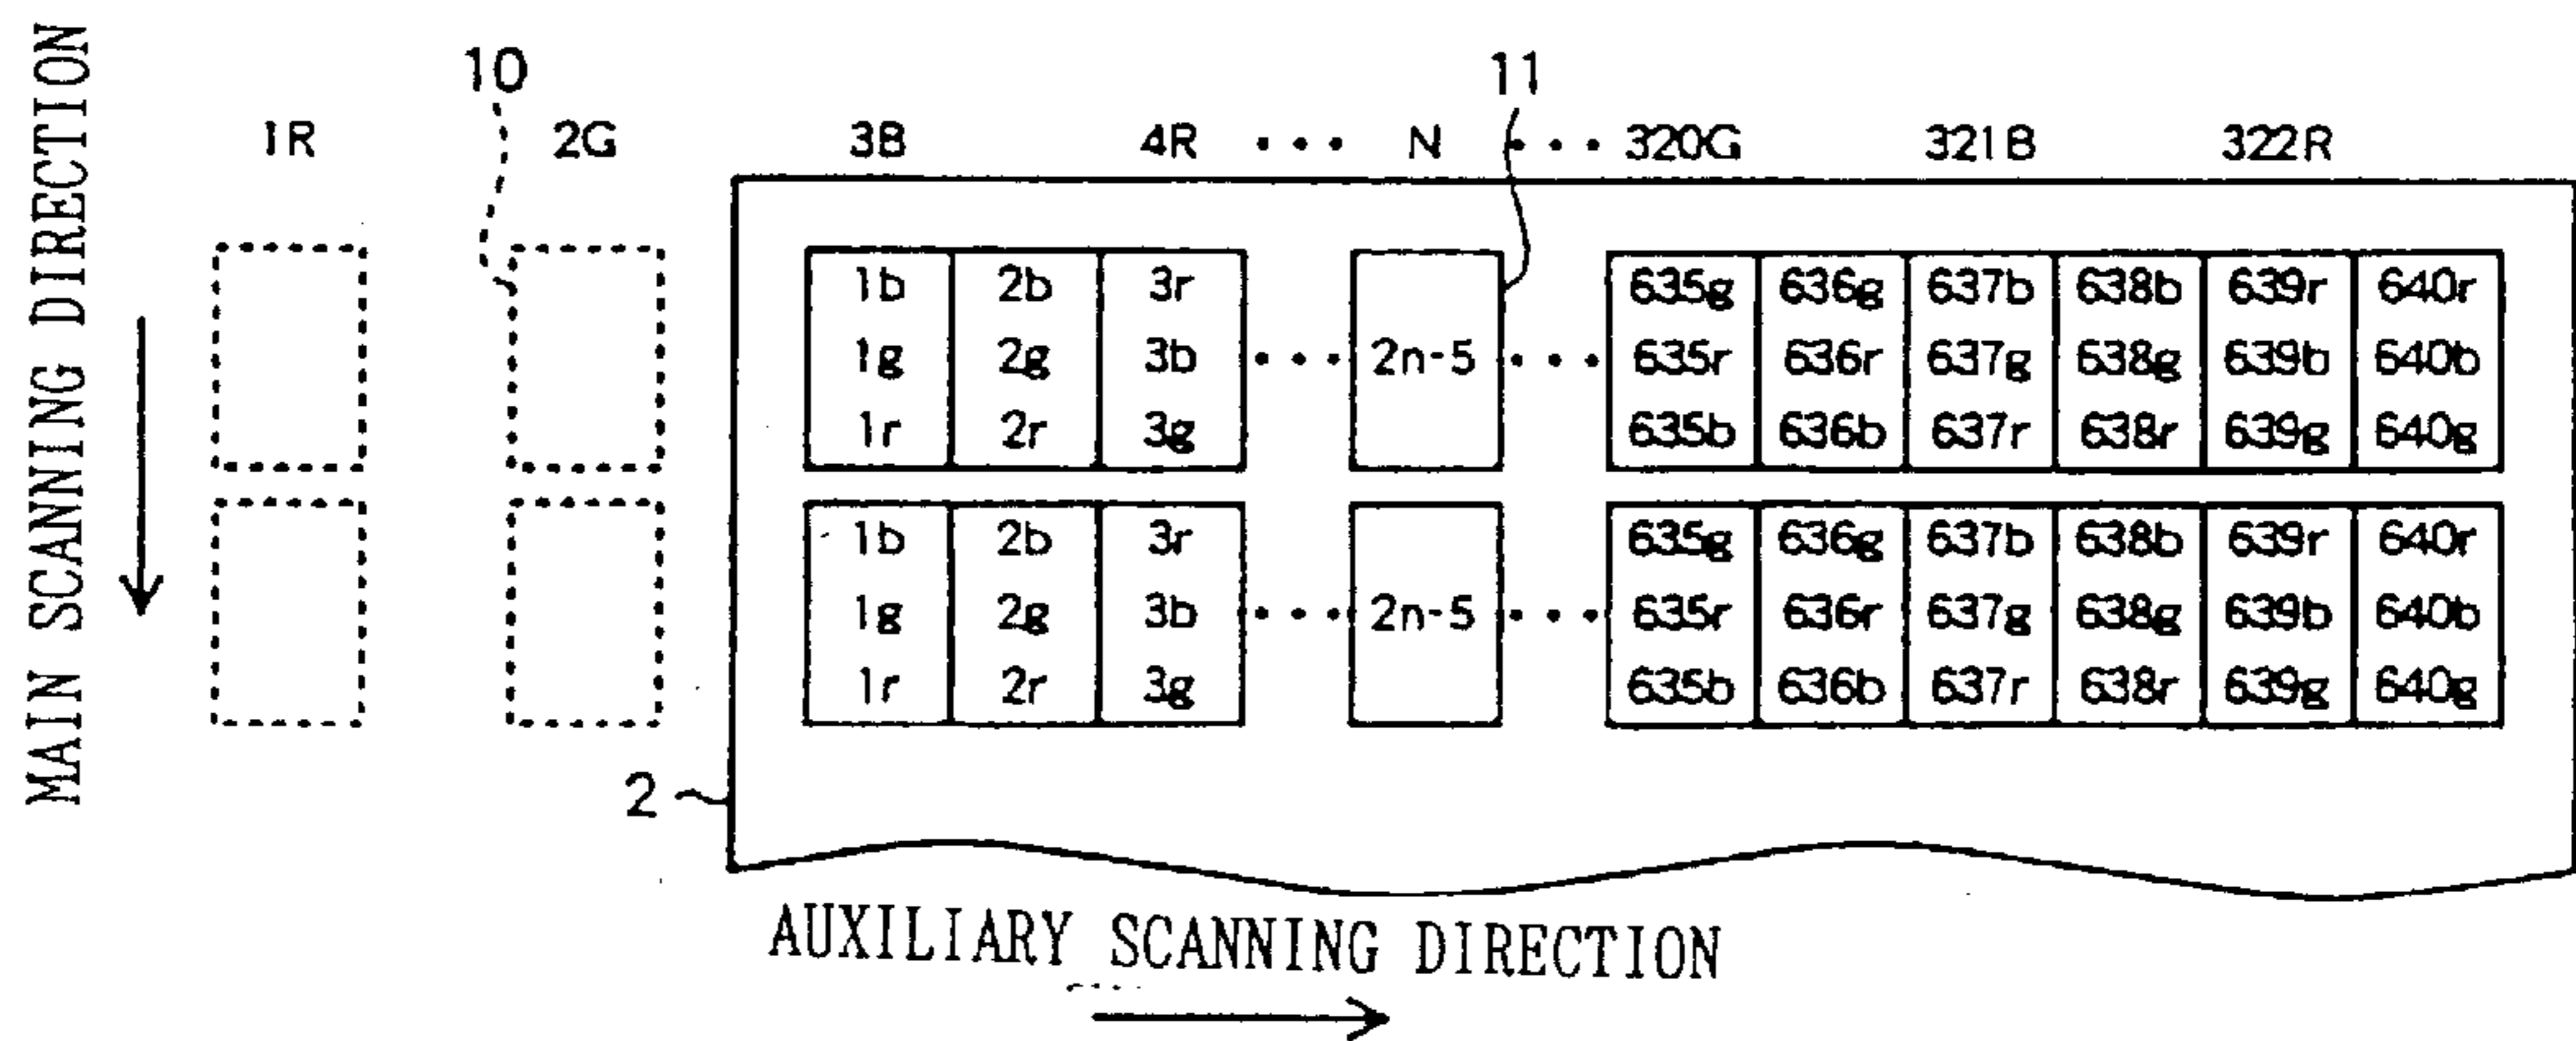 MAIN SCANNING DIRECTION
10
11
1R 2G 3B 4R ··· N ··· 320G 321B 322R
1b 2b 3r 635g 636g 637b 638b 639r 640r
1g 2g 3b ··· 2n-5 ··· 635r 636r 637g 638g 639b 640b
1r 2r 3g 635b 636b 637r 638r 639g 640g
1b 2b 3r 635g 636g 637b 638b 639r 640r
1g 2g 3b ··· 2n-5 ··· 635r 636r 637g 638g 639b 640b
1r 2r 3g 635b 636b 637r 638r 639g 640g
2
AUXILIARY SCANNING DIRECTION